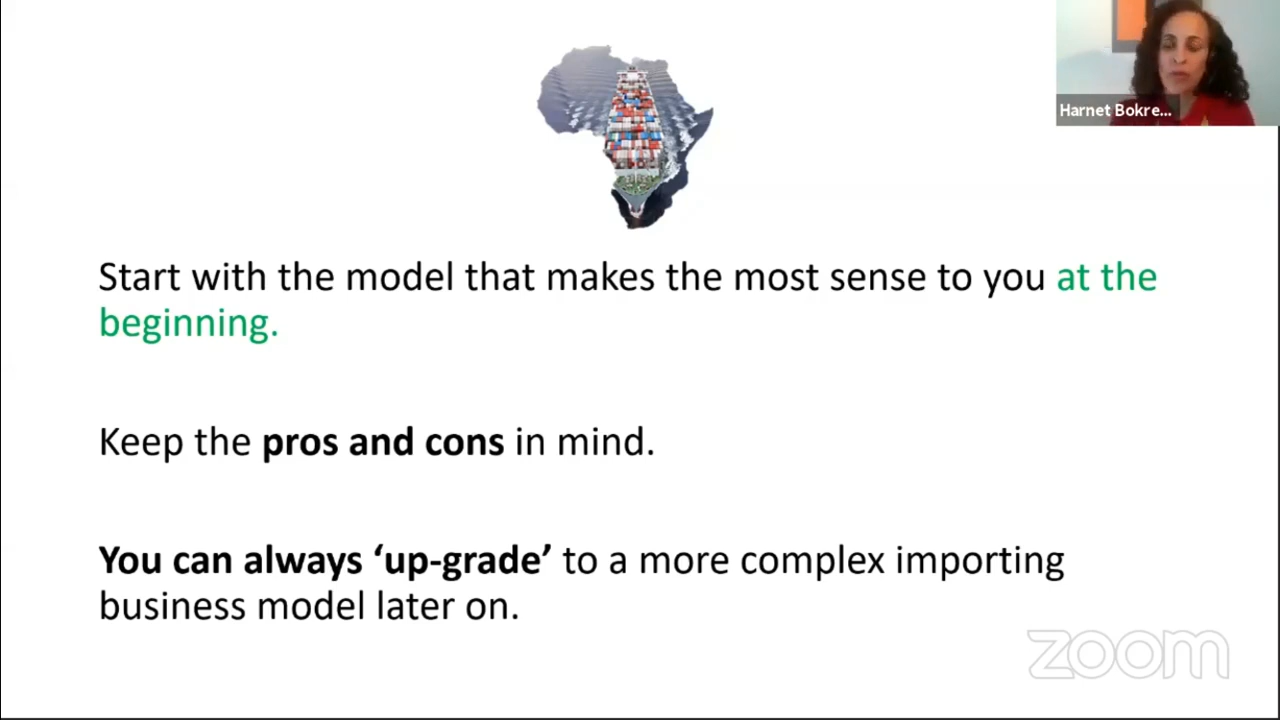 Harnet Bokre...
Start with the model that makes the most sense to you at the
beginning.
Keep the pros and cons in mind.
You can always ‘up-grade’ to a more complex importing
business model later on.
zoom